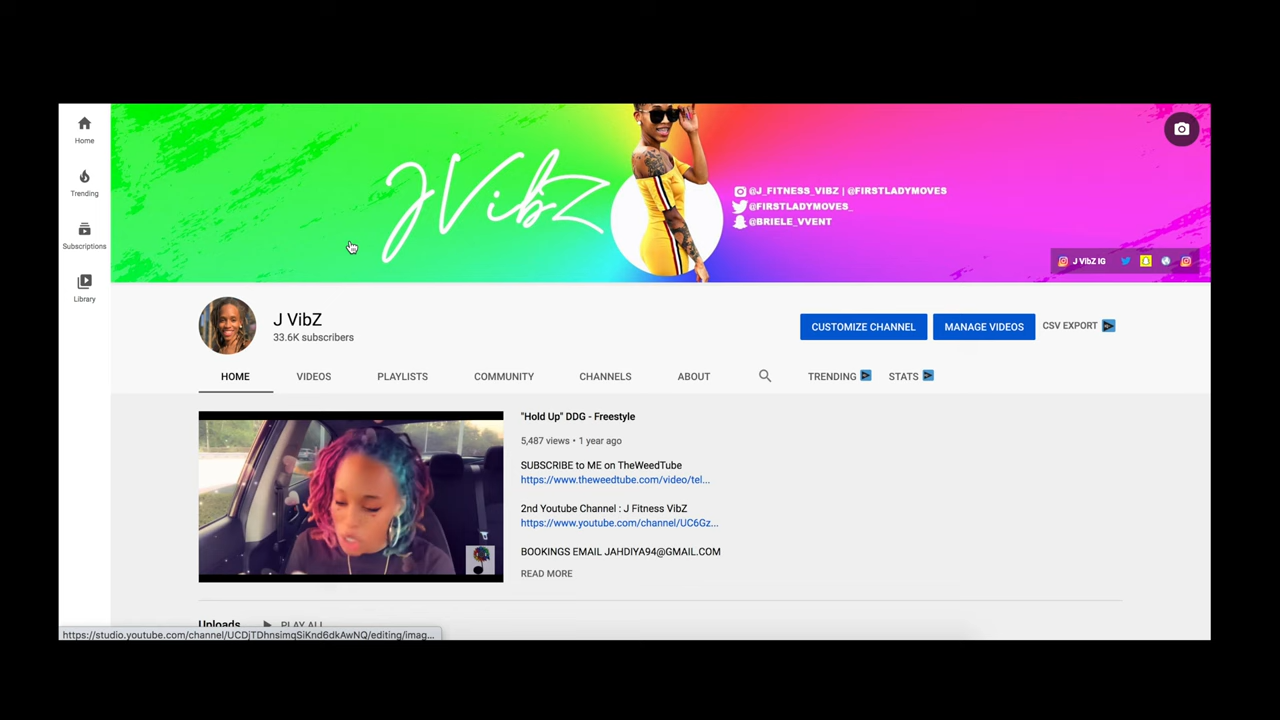 Home
Trending
Subscriptions
Library
J VibZ
@J_FITNESS_VIBZ | @FIRSTLADYMOVES
@FIRSTLADYMOVES_
@BRIELE_VVENT
J VibZ IG
J VibZ
33.6K subscribers
CUSTOMIZE CHANNEL
MANAGE VIDEOS
CSV EXPORT
HOME
VIDEOS
PLAYLISTS
COMMUNITY
CHANNELS
ABOUT
TRENDING
STATS
"Hold Up" DDG - Freestyle
5,487 views • 1 year ago
SUBSCRIBE to ME on TheWeedTube
https://www.theweedtube.com/video/tel...
2nd Youtube Channel : J Fitness VibZ
https://www.youtube.com/channel/UC6Gz...
BOOKINGS EMAIL JAHDIYA94@GMAIL.COM
READ MORE
Uploads
PLAY ALL
https://studio.youtube.com/channel/UCDjTDhnsimqSiKnd6dkAwNQ/editing/imag...